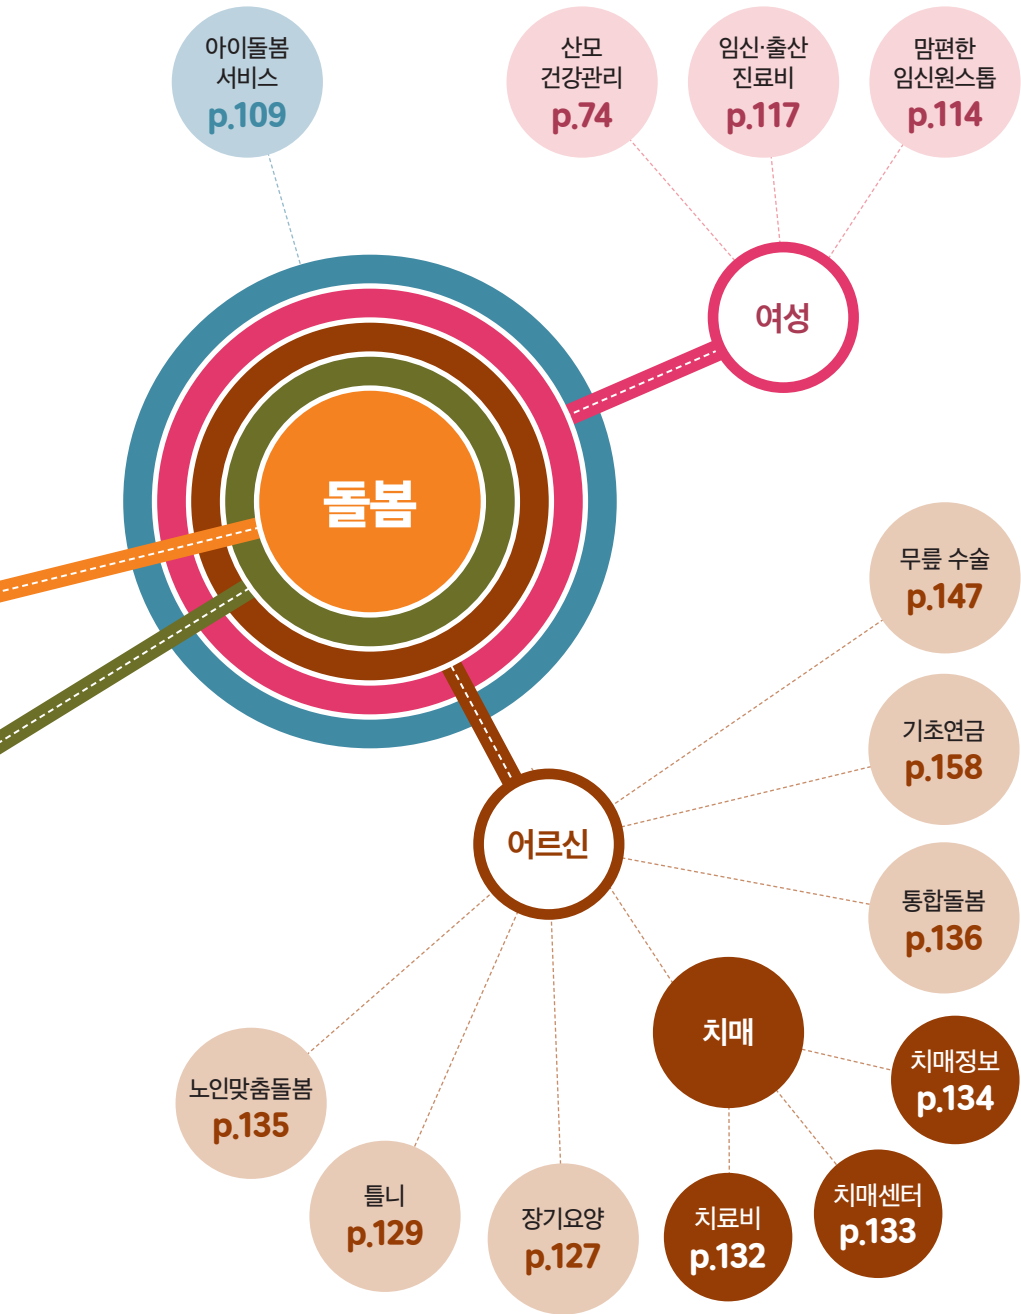 아이돌봄
서비스
p.109
산모
건강관리
p.74
임신·출산
진료비
p.117
맘편한
임신원스톱
p.114
여성
돌봄
무릎 수술
p.147
기초연금
p.158
어르신
통합돌봄
p.136
치매
치매정보
p.134
노인맞춤돌봄
p.135
틀니
p.129
장기요양
p.127
치료비
p.132
치매센터
p.133